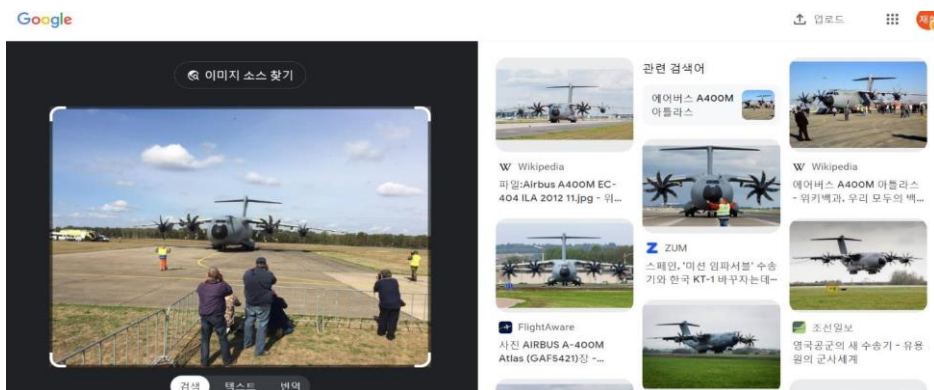 Google
업로드
이미지 소스 찾기
검색
텍스트
번역
Wikipedia
파일:Airbus A400M EC-
404 ILA 2012 11.jpg - 위...
FlightAware
사진 AIRBUS A-400M
Atlas (GAF5421)장 -...
관련 검색어
에어버스 A400M
아틀라스
ZUM
스페인, '미션 임파서블' 수송
기와 한국 KT-1 바꾸자는데...
Wikipedia
에어버스 A400M 아틀라스
- 위키백과, 우리 모두의 백...
조선일보
영국공군의 새 수송기 - 유용
원의 군사세계